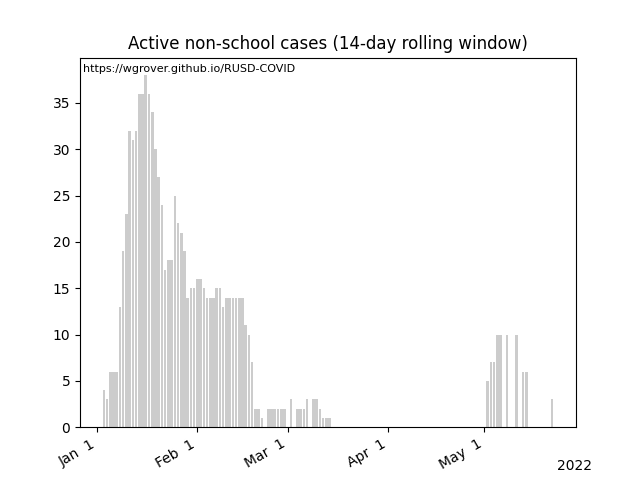 Active non-school cases (14-day rolling window)
https://wgrover.github.io/RUSD-COVID
35
30
25
20
15
10
5
0
Jan 1
Feb 1
Mar 1
Apr 1
May 1
2022